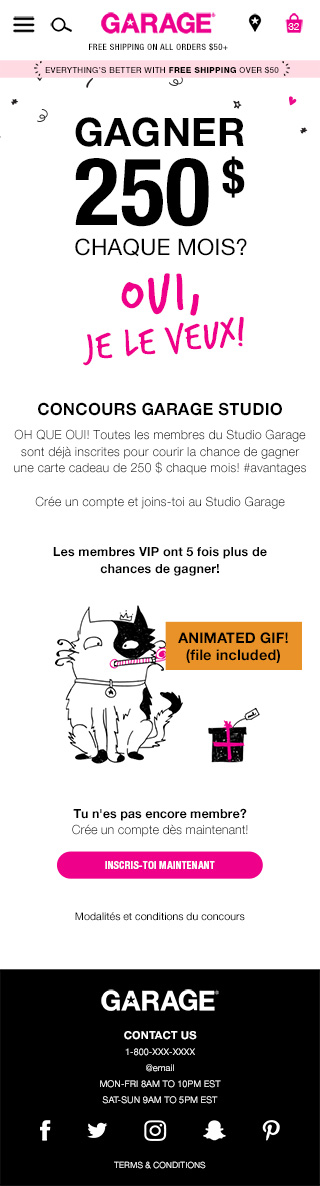 GARAGE®
32
FREE SHIPPING ON ALL ORDERS $50+
EVERYTHING'S BETTER WITH FREE SHIPPING OVER $50
GAGNER
250 $
CHAQUE MOIS?
OUI,
JE LE VEUX!
CONCOURS GARAGE STUDIO
OH QUE OUI! Toutes les membres du Studio Garage
sont déjà inscrites pour courir la chance de gagner
une carte cadeau de 250 $ chaque mois! #avantages
Crée un compte et joins-toi au Studio Garage
Les membres VIP ont 5 fois plus de
chances de gagner!
ANIMATED GIF!
(file included)
Tu n'es pas encore membre?
Crée un compte dès maintenant!
INSCRIS-TOI MAINTENANT
Modalités et conditions du concours
GARAGE®
CONTACT US
1-800-XXX-XXXX
@email
MON-FRI 8AM TO 10PM EST
SAT-SUN 9AM TO 5PM EST
TERMS & CONDITIONS